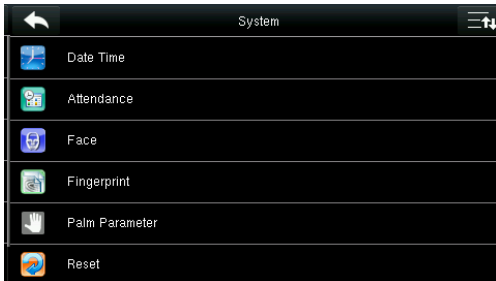 System
Date Time
Attendance
Face
Fingerprint
Palm Parameter
Reset